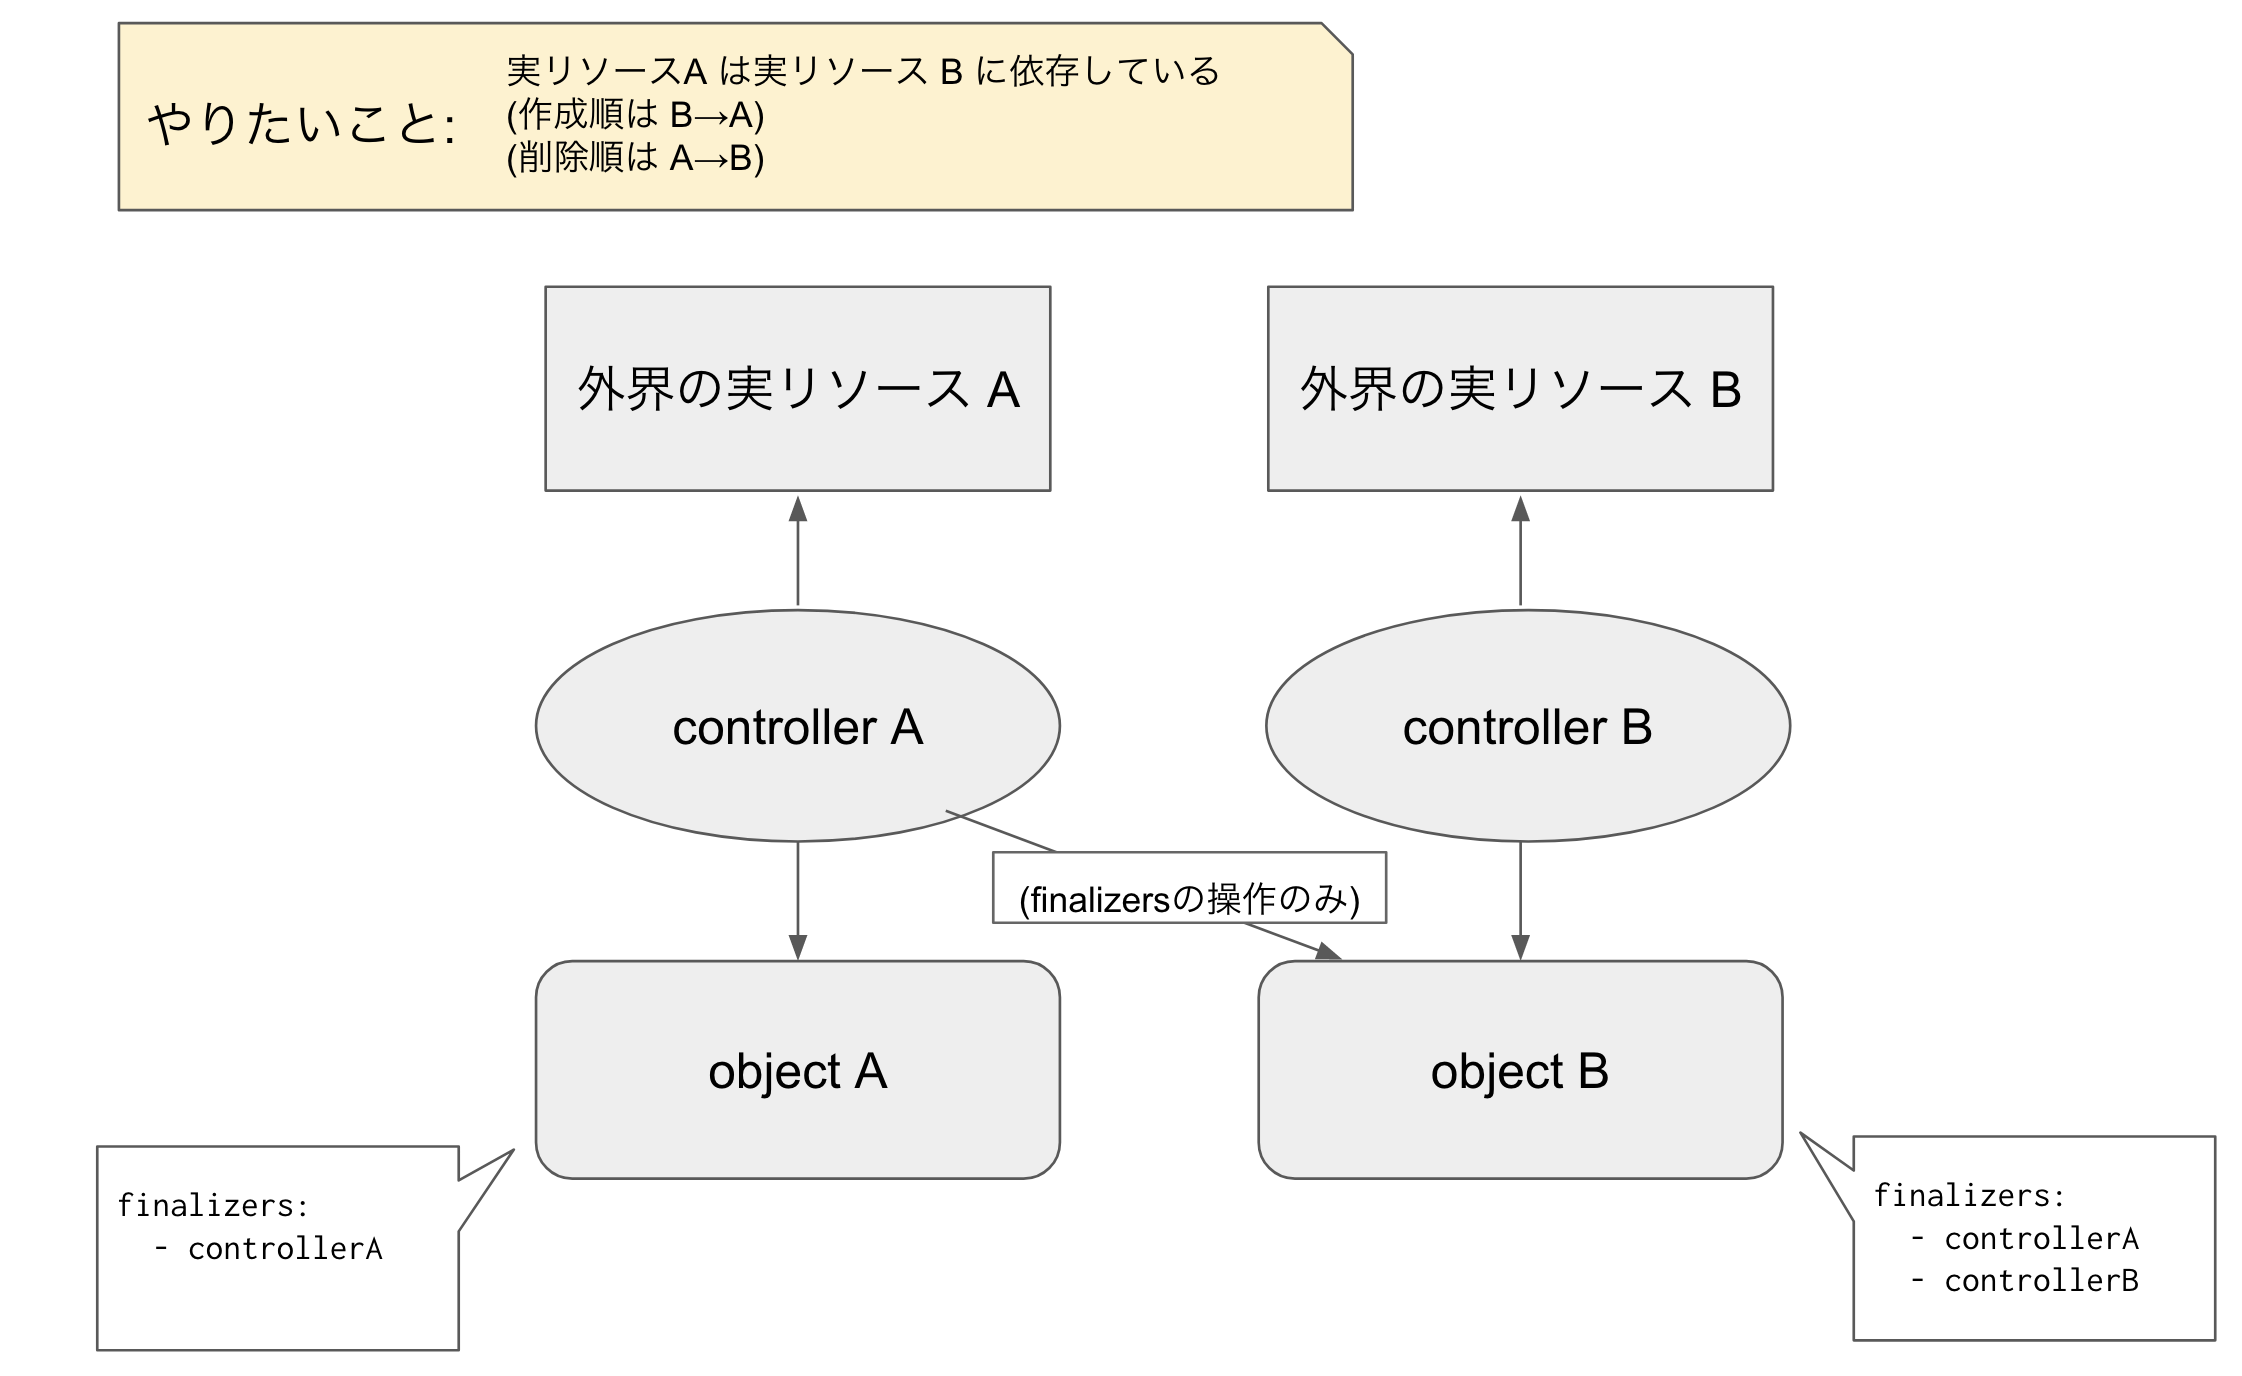 やりたいこと:
実リソースA は実リソース B に依存している
(作成順は B→A)
(削除順は A→B)
外界の実リソース A
外界の実リソース B
controller A
controller B
(finalizersの操作のみ)
object A
object B
finalizers:
  - controllerA
finalizers:
  - controllerA
  - controllerB